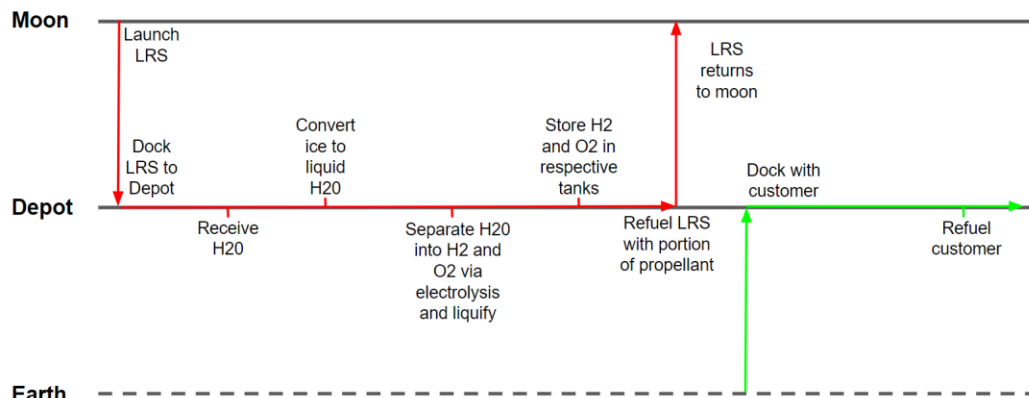 Moon
Launch
LRS
LRS
returns
to moon
Convert
ice to
liquid
H20
Store H2
and O2 in
respective
tanks
Dock
LRS to
Depot
Dock with
customer
Depot
Receive
H20
Separate H20
into H2 and
O2 via
electrolysis
and liquify
Refuel LRS
with portion
of propellant
Refuel
customer
Earth